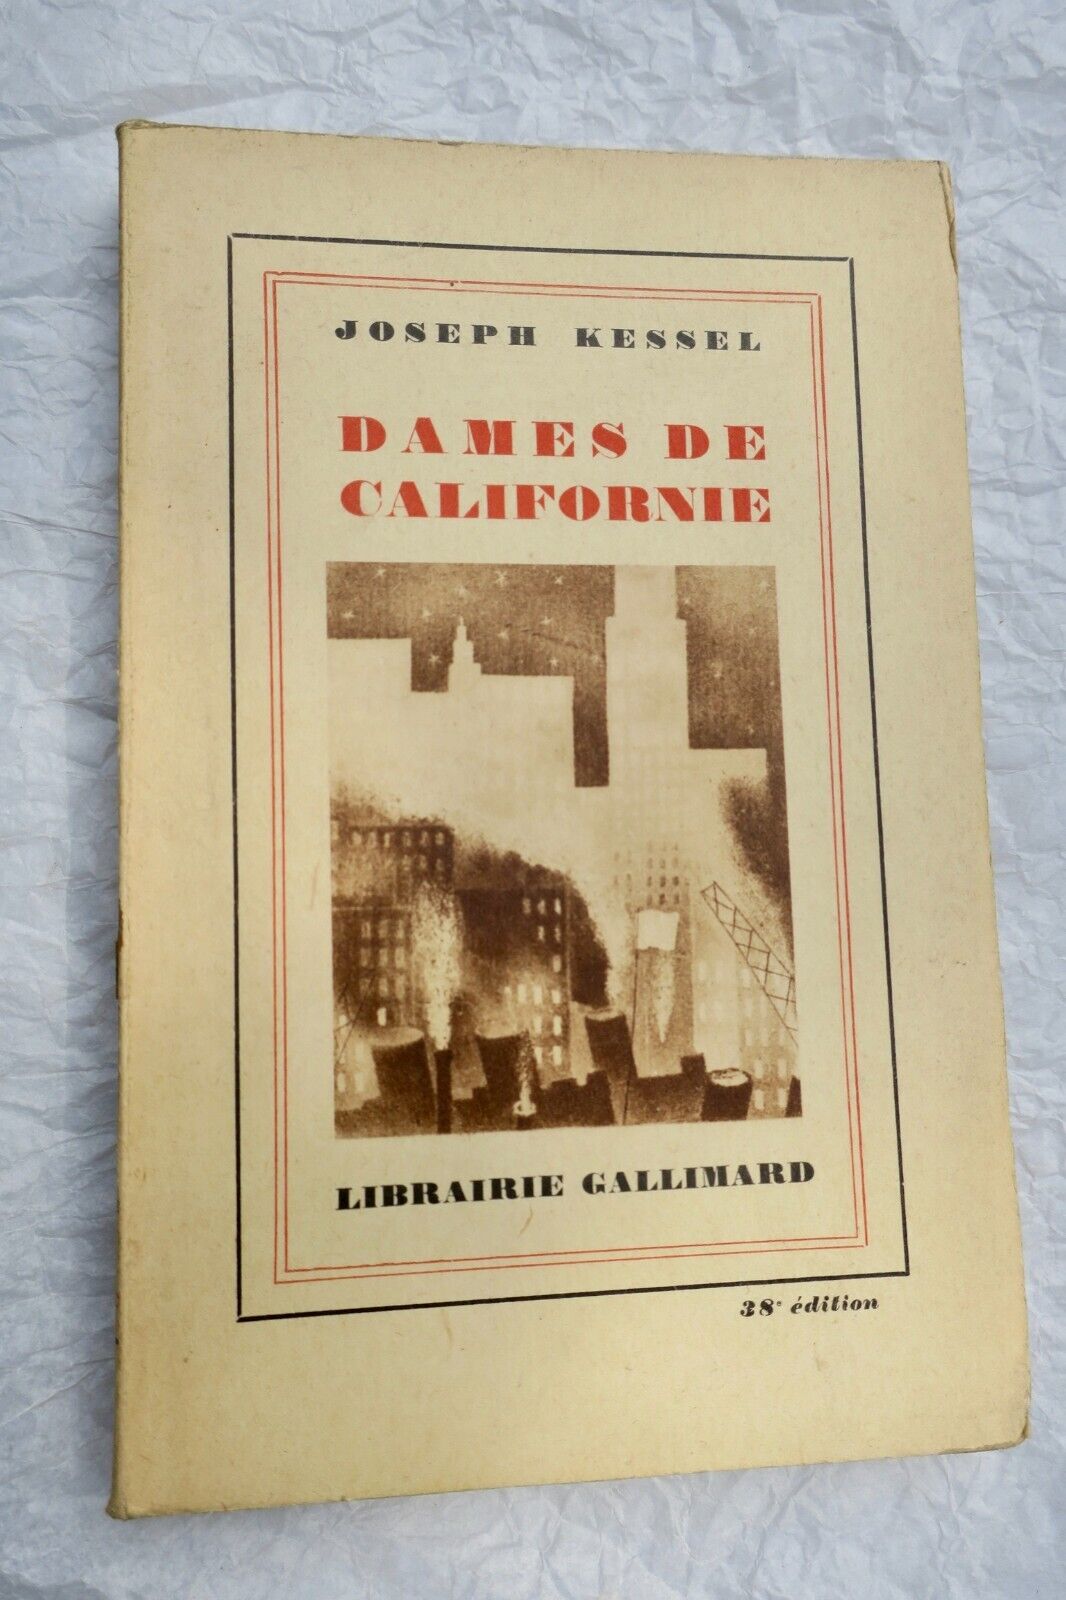 JOSEPH KESSEL
DAMES DE
CALIFORNIE
LIBRAIRIE GALLIMARD
38e édition